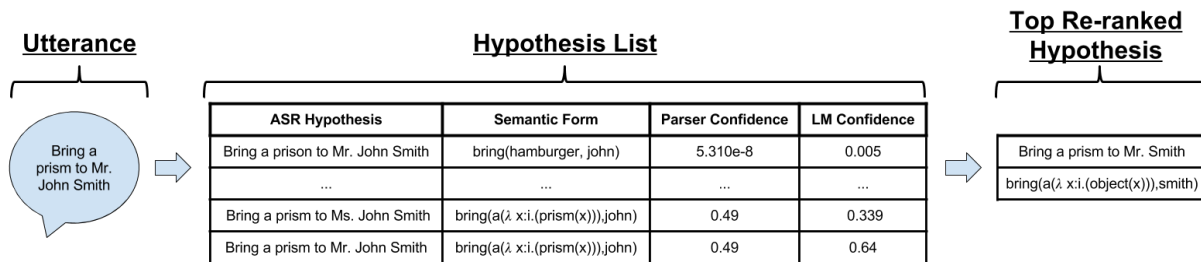 Utterance
Hypothesis List
Top Re-ranked
Hypothesis
Bring a
prism to Mr.
John Smith
ASR Hypothesis Semantic Form Parser Confidence LM Confidence
Bring a prison to Mr. John Smith bring(hamburger, john) 5.310e-8 0.005
... ... ... ...
Bring a prism to Ms. John Smith bring(a(λ x:i.(prism(x))),john) 0.49 0.339
Bring a prism to Mr. John Smith bring(a(λ x:i.(prism(x))),john) 0.49 0.64
Bring a prism to Mr. Smith
bring(a(λ x:i.(object(x))),smith)